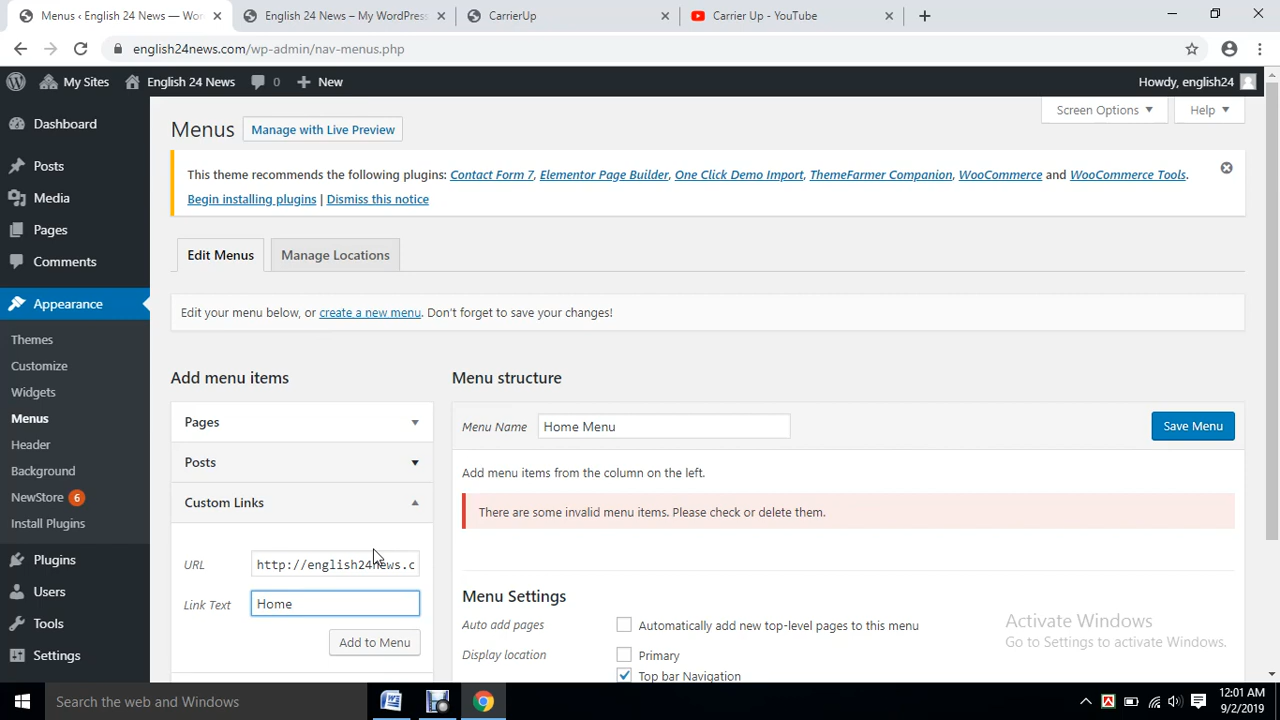 Menus ‹ English 24 News — Wor
English 24 News – My WordPress
CarrierUp
Carrier Up - YouTube
english24news.com/wp-admin/nav-menus.php
My Sites
English 24 News
0
New
Howdy, english24
Dashboard
Posts
Media
Pages
Comments
Appearance
Themes
Customize
Widgets
Menus
Header
Background
NewStore 6
Install Plugins
Plugins
Users
Tools
Settings
Screen Options
Help
Menus
Manage with Live Preview
This theme recommends the following plugins: Contact Form 7, Elementor Page Builder, One Click Demo Import, ThemeFarmer Companion, WooCommerce and WooCommerce Tools.
Begin installing plugins | Dismiss this notice
Edit Menus
Manage Locations
Edit your menu below, or create a new menu. Don't forget to save your changes!
Add menu items
Pages
Posts
Custom Links
URL http://english24news.c
Link Text Home
Add to Menu
Menu structure
Menu Name Home Menu
Save Menu
Add menu items from the column on the left.
There are some invalid menu items. Please check or delete them.
Menu Settings
Auto add pages Automatically add new top-level pages to this menu
Display location Primary
Top bar Navigation
Activate Windows
Go to Settings to activate Windows.
Search the web and Windows
12:01 AM
9/2/2019